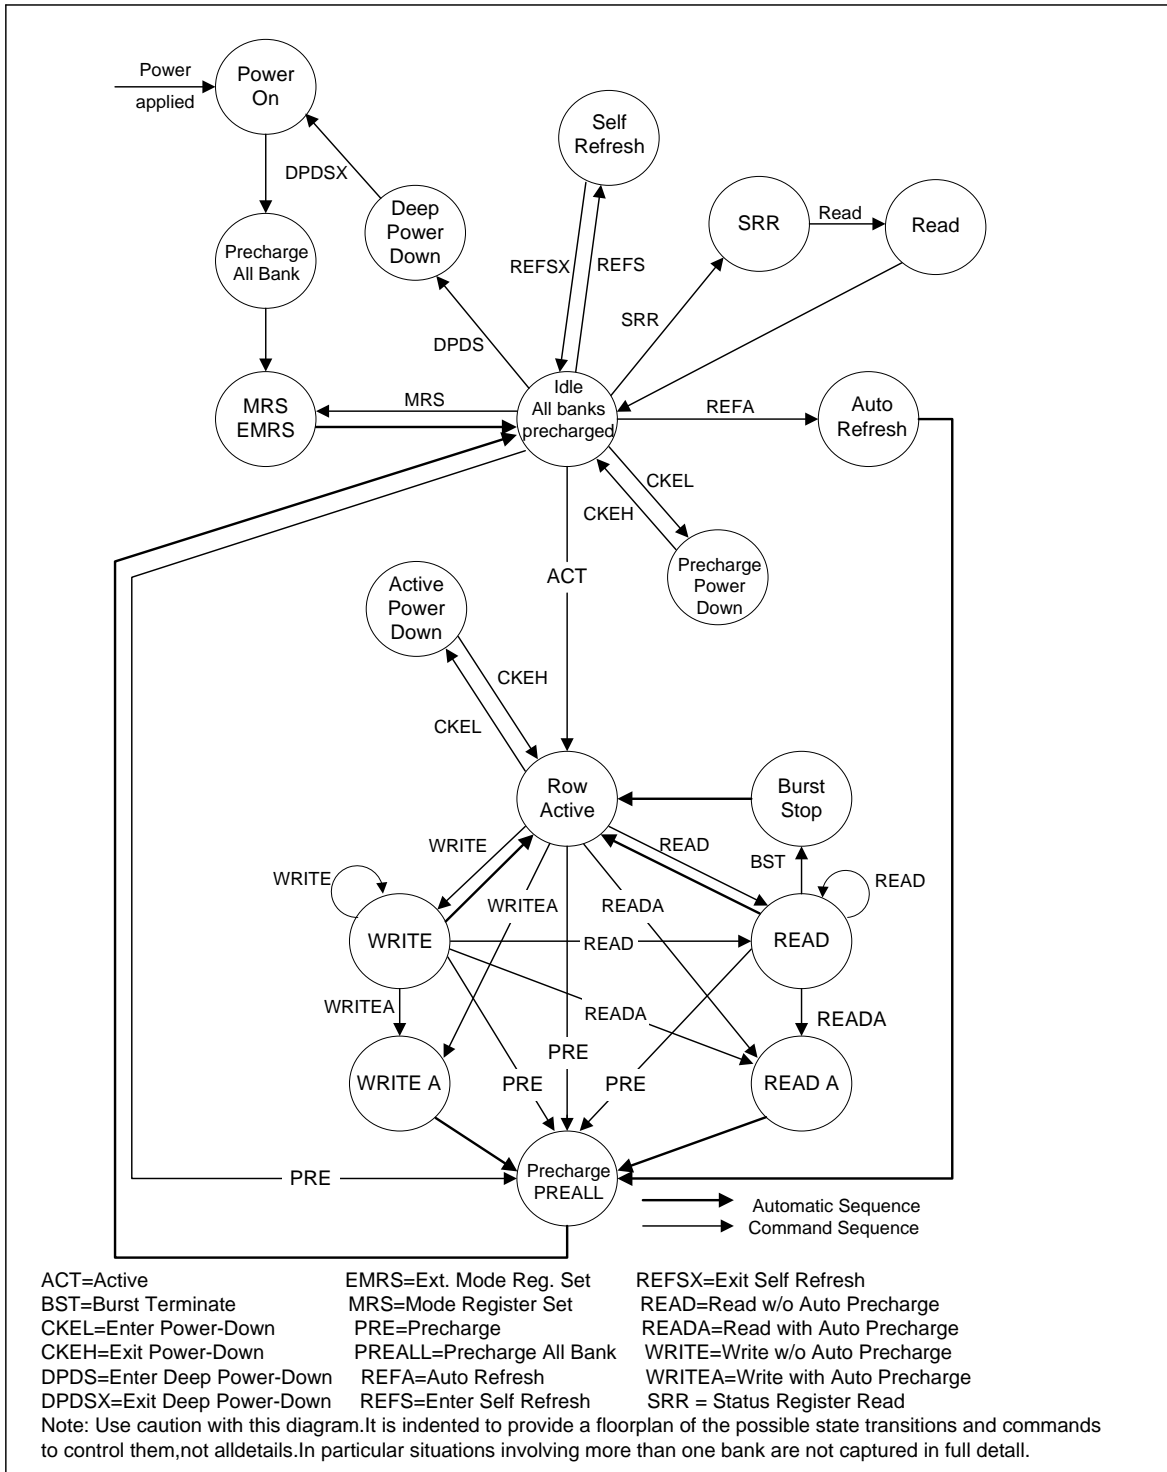 Power
applied
Power
On
DPDSX
Self
Refresh
Deep
Power
Down
SRR
Read
Read
Precharge
All Bank
REFSX
REFS
SRR
DPDS
MRS
EMRS
MRS
Idle
All banks
precharged
REFA
Auto
Refresh
CKEL
CKEH
Precharge
Power
Down
ACT
Active
Power
Down
CKEH
CKEL
Row
Active
Burst
Stop
WRITE
READ
BST
WRITE
READ
WRITEA
READA
WRITE
READ
READ
WRITEA
READA
READA
PRE
WRITE A
PRE
PRE
READ A
Precharge
PREALL
PRE
Automatic Sequence
Command Sequence
ACT=Active EMRS=Ext. Mode Reg. Set REFSX=Exit Self Refresh
BST=Burst Terminate MRS=Mode Register Set READ=Read w/o Auto Precharge
CKEL=Enter Power-Down PRE=Precharge READA=Read with Auto Precharge
CKEH=Exit Power-Down PREALL=Precharge All Bank WRITE=Write w/o Auto Precharge
DPDS=Enter Deep Power-Down REFA=Auto Refresh WRITEA=Write with Auto Precharge
DPDSX=Exit Deep Power-Down REFS=Enter Self Refresh SRR = Status Register Read
Note: Use caution with this diagram.It is indented to provide a floorplan of the possible state transitions and commands
to control them,not alldetails.In particular situations involving more than one bank are not captured in full detall.